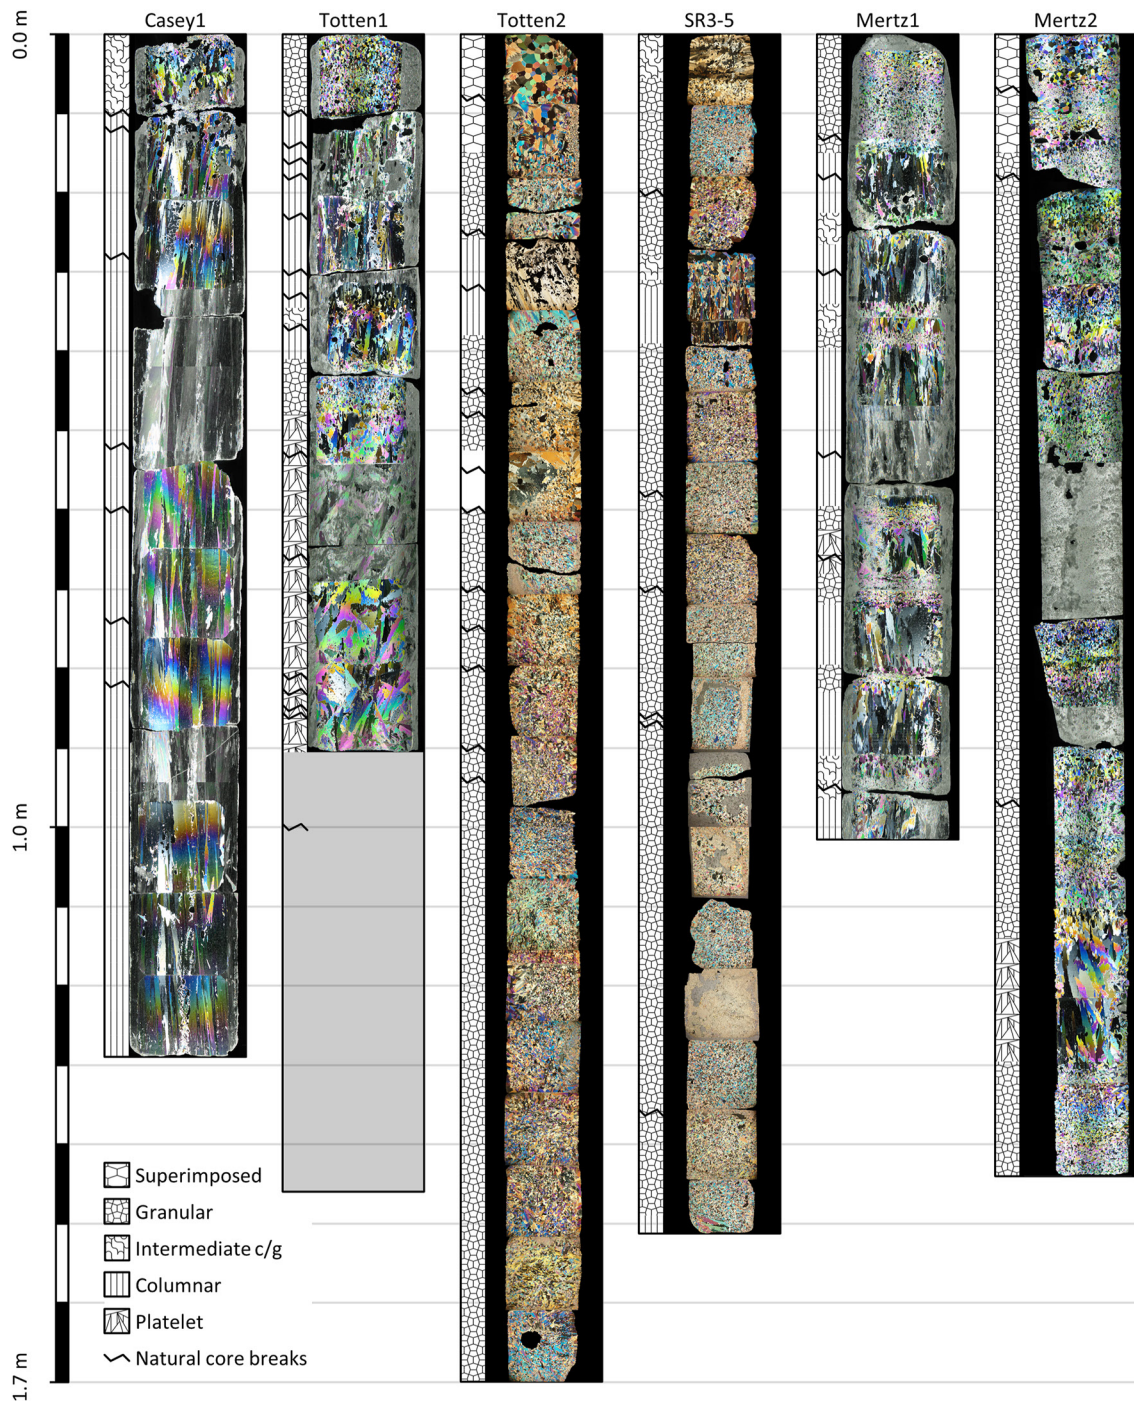 Casey1 Totten1 Totten2 SR3-5 Mertz1 Mertz2
0.0 m
1.0 m
1.7 m
Superimposed
Granular
Intermediate c/g
Columnar
Platelet
Natural core breaks